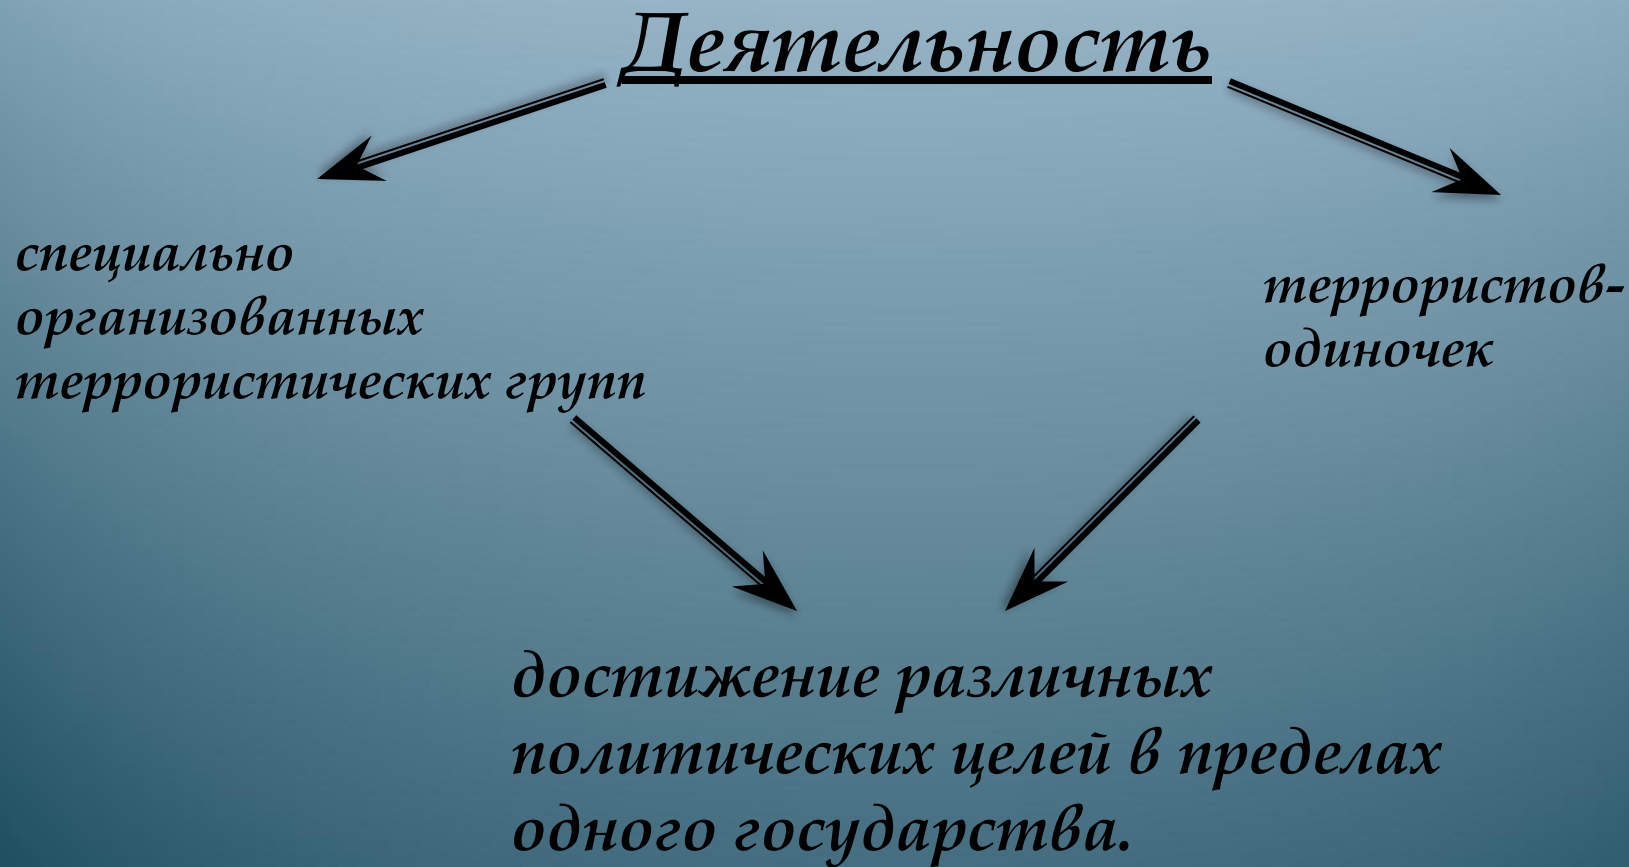 Деятельность
специально
организованных
террористических групп
террористов-
одиночек
достижение различных
политических целей в пределах
одного государства.